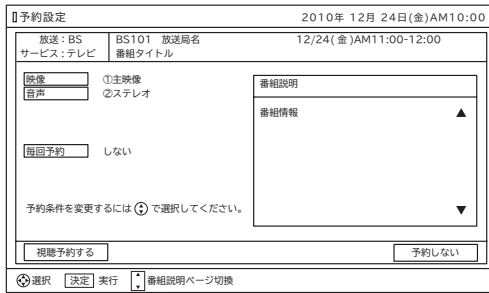 予約設定 2010年 12月 24日(金)AM10:00
放送：BS BS101 放送局名 12/24(金)AM11:00-12:00
サービス：テレビ 番組タイトル
映像 ①主映像
音声 ②ステレオ
毎回予約 しない
予約条件を変更するには で選択してください。
番組説明
番組情報
視聴予約する 予約しない
選択 決定 実行 番組説明ページ切換